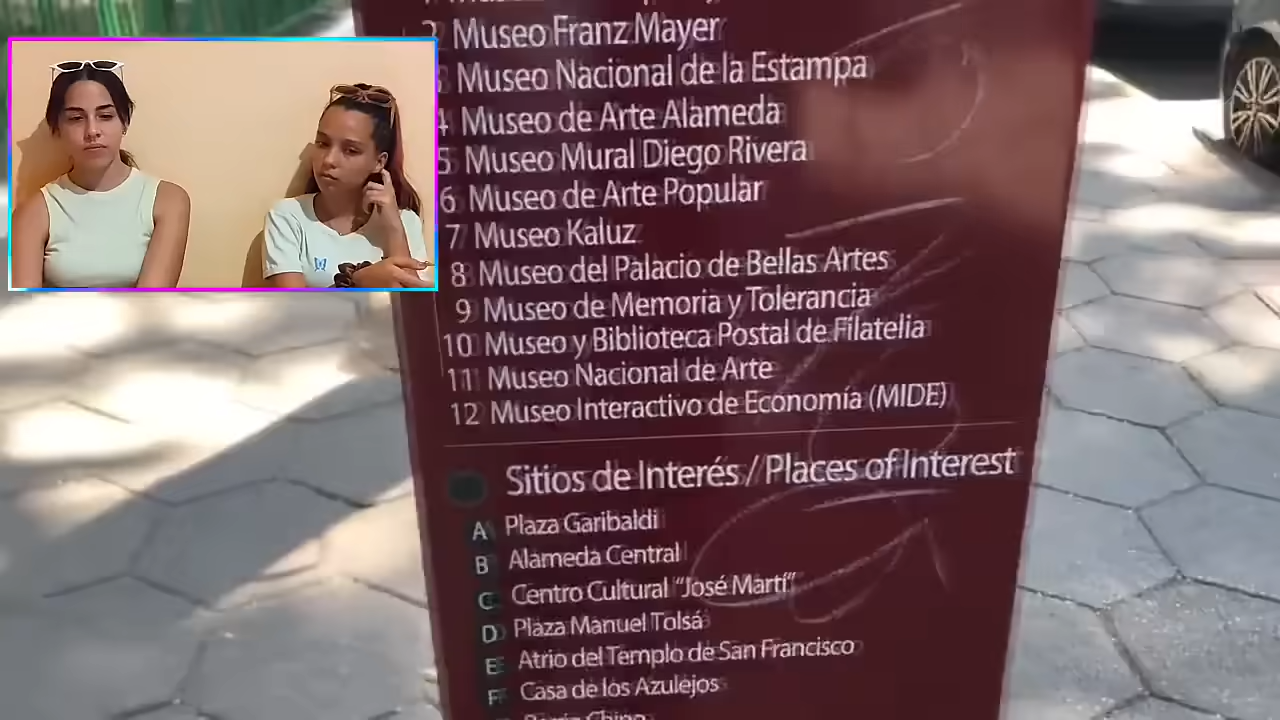 2 Museo Franz Mayer
3 Museo Nacional de la Estampa
4 Museo de Arte Alameda
5 Museo Mural Diego Rivera
6 Museo de Arte Popular
7 Museo Kaluz
8 Museo del Palacio de Bellas Artes
9 Museo de Memoria y Tolerancia
10 Museo y Biblioteca Postal de Filatelia
11 Museo Nacional de Arte
12 Museo Interactivo de Economía (MIDE)
Sitios de Interés / Places of Interest
A Plaza Garibaldi
B Alameda Central
C Centro Cultural "José Martí"
D Plaza Manuel Tolsá
E Atrio del Templo de San Francisco
F Casa de los Azulejos
Barrio Chino